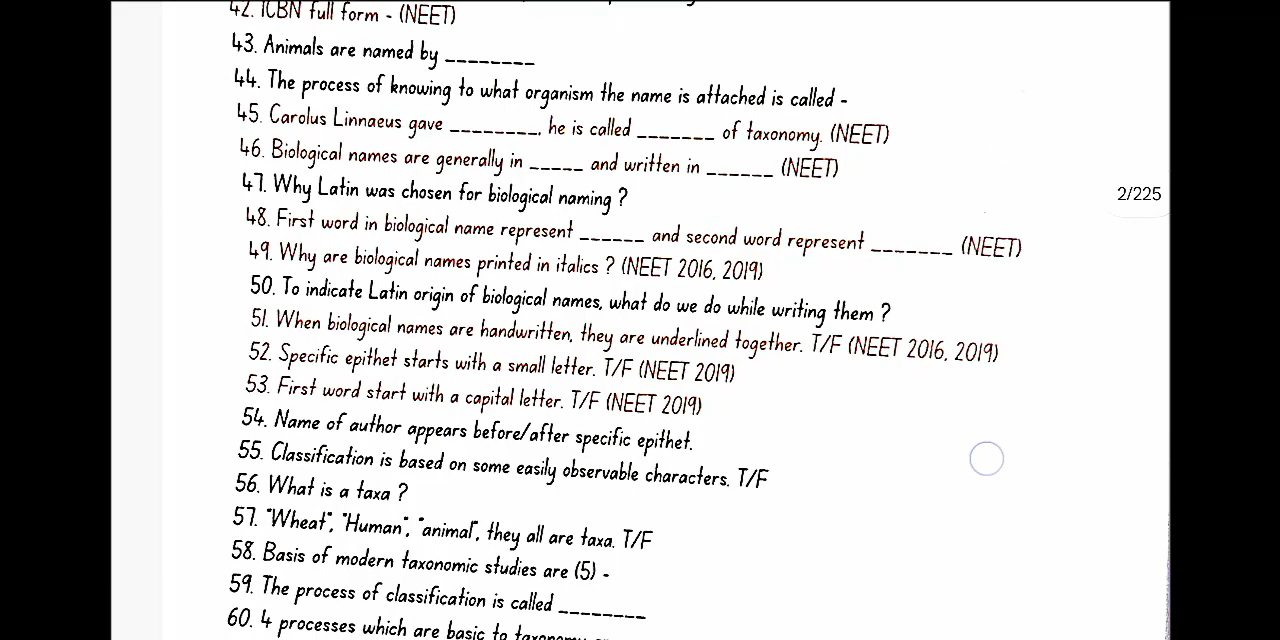 42. ICBN full form - (NEET)
43. Animals are named by ________
44. The process of knowing to what organism the name is attached is called -
45. Carolus Linnaeus gave ________, he is called _______ of taxonomy. (NEET)
46. Biological names are generally in _____ and written in ______ (NEET)
47. Why Latin was chosen for biological naming ?
2/225
48. First word in biological name represent ______ and second word represent ________ (NEET)
49. Why are biological names printed in italics ? (NEET 2016, 2019)
50. To indicate Latin origin of biological names, what do we do while writing them ?
51. When biological names are handwritten, they are underlined together. T/F (NEET 2016, 2019)
52. Specific epithet starts with a small letter. T/F (NEET 2019)
53. First word start with a capital letter. T/F (NEET 2019)
54. Name of author appears before/after specific epithet.
55. Classification is based on some easily observable characters. T/F
56. What is a taxa ?
57. "Wheat", "Human", "animal", they all are taxa. T/F
58. Basis of modern taxonomic studies are (5) -
59. The process of classification is called ________
60. 4 processes which are basic to taxonomy